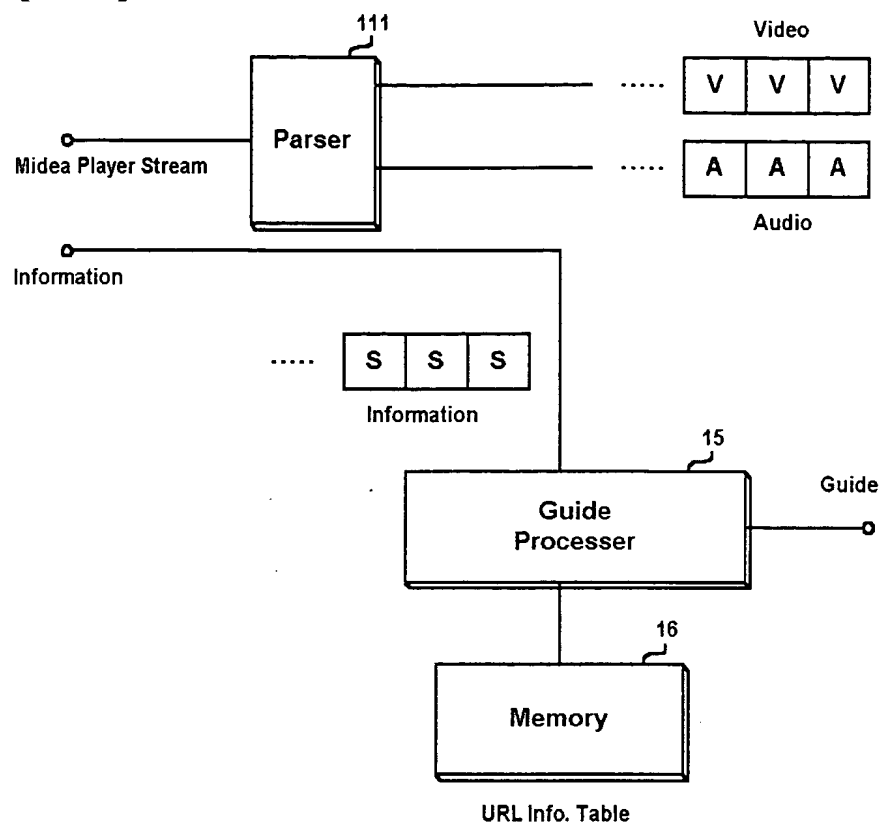 111
Video
Parser
..... V V V
Midea Player Stream
..... A A A
Audio
Information
..... S S S
Information
15
Guide
Guide
Processer
16
Memory
URL Info. Table